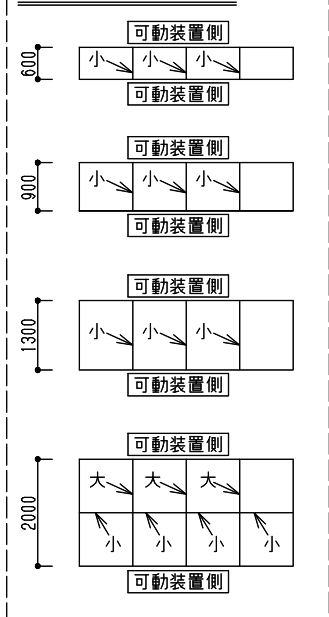 可動装置側
600
小 小 小
可動装置側
可動装置側
900
小 小 小
可動装置側
可動装置側
1300
小 小 小
可動装置側
可動装置側
2000
大 大 大
小 小 小 小
可動装置側